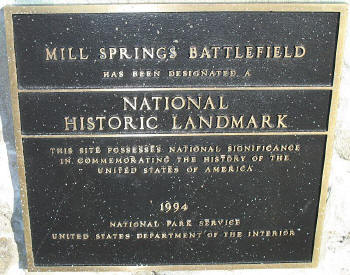 MILL SPRINGS BATTLEFIELD
HAS BEEN DESIGNATED A
NATIONAL
HISTORIC LANDMARK
THIS SITE POSSESSES NATIONAL SIGNIFICANCE
IN COMMEMORATING THE HISTORY OF THE
UNITED STATES OF AMERICA
1994
NATIONAL PARK SERVICE
UNITED STATES DEPARTMENT OF THE INTERIOR